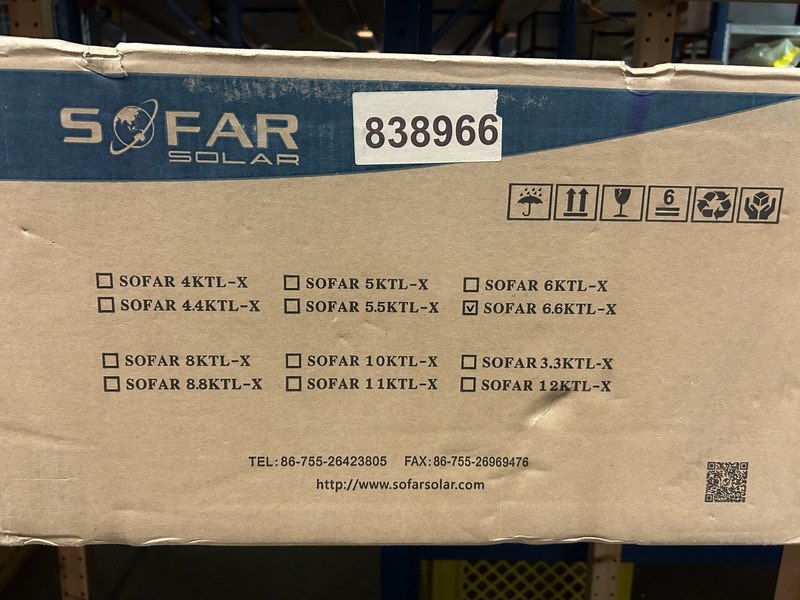 SOFAR
SOLAR
838966
6
SOFAR 4KTL-X SOFAR 5KTL-X SOFAR 6KTL-X
SOFAR 4.4KTL-X SOFAR 5.5KTL-X SOFAR 6.6KTL-X
SOFAR 8KTL-X SOFAR 10KTL-X SOFAR 3.3KTL-X
SOFAR 8.8KTL-X SOFAR 11KTL-X SOFAR 12KTL-X
TEL:86-755-26423805 FAX:86-755-26969476
http://www.sofarsolar.com